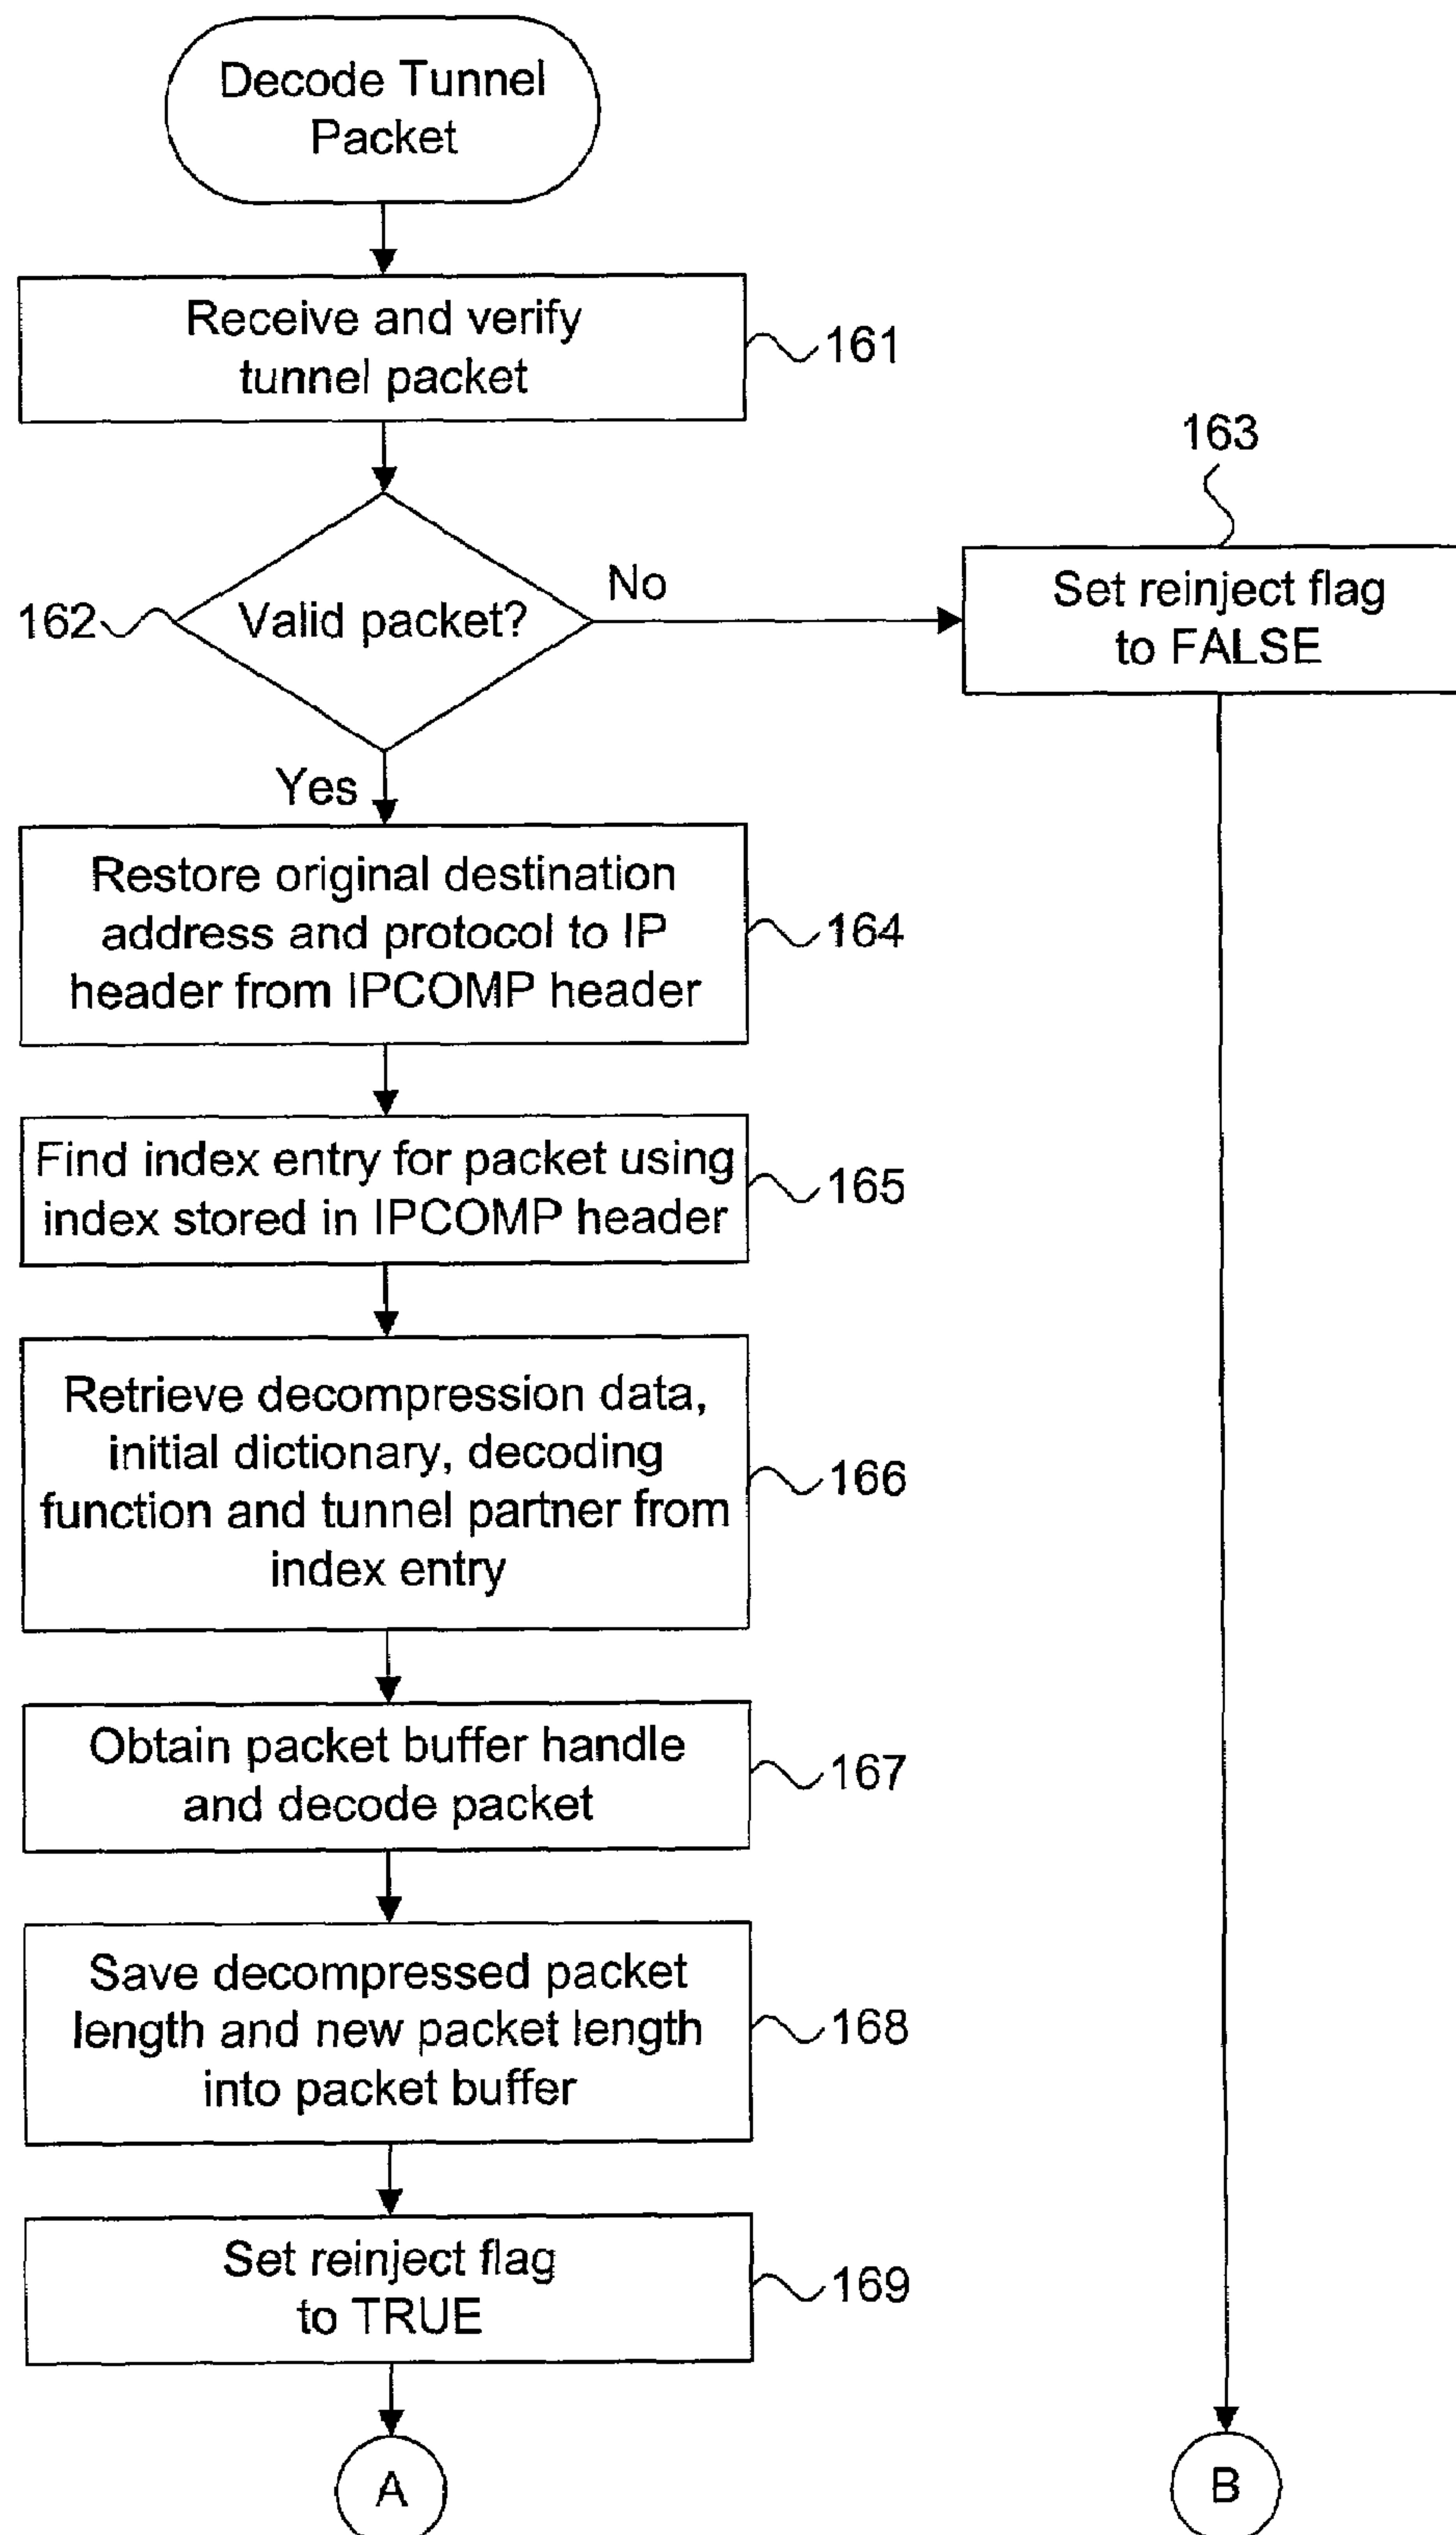 Decode Tunnel
Packet
Receive and verify
tunnel packet
161
163
162
Valid packet?
No
Set reinject flag
to FALSE
Yes
Restore original destination
address and protocol to IP
header from IPCOMP header
164
Find index entry for packet using
index stored in IPCOMP header
165
Retrieve decompression data,
initial dictionary, decoding
function and tunnel partner from
index entry
166
Obtain packet buffer handle
and decode packet
167
Save decompressed packet
length and new packet length
into packet buffer
168
Set reinject flag
to TRUE
169
A
B